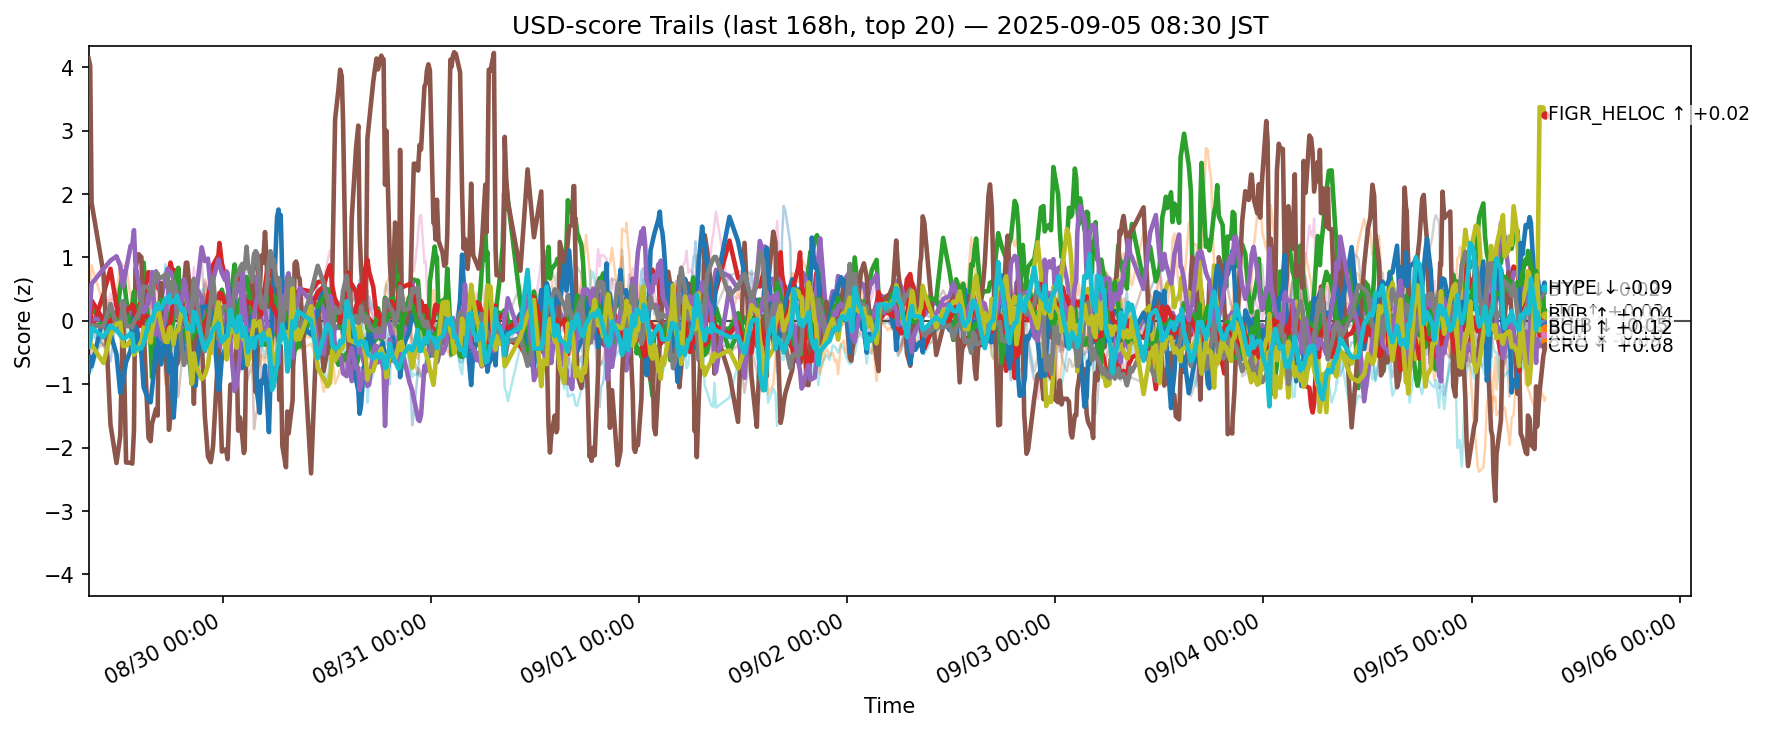 USD-score Trails (last 168h, top 20) — 2025-09-05 08:30 JST
Score (z)
4
3
2
1
0
−1
−2
−3
−4
FIGR_HELOC ↑ +0.02
HYPE ↓ -0.09
BCH ↑ +0.12
CRO ↑ +0.08
08/30 00:00
08/31 00:00
09/01 00:00
09/02 00:00
09/03 00:00
09/04 00:00
09/05 00:00
09/06 00:00
Time